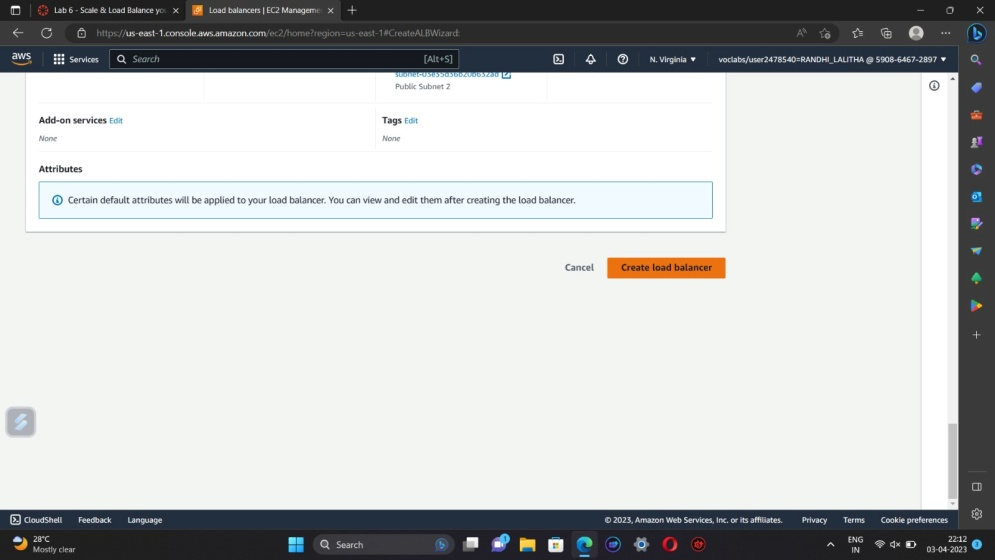 Lab 6 - Scale & Load Balance yo
Load balancers | EC2 Manageme
https://us-east-1.console.aws.amazon.com/ec2/home?region=us-east-1#CreateALBWizard:
aws
Services
Search
[Alt+S]
N. Virginia
voclabs/user2478540=RANDHI_LALITHA @ 5908-6467-2897
subnet-03e35d36b20b632ad
Public Subnet 2
Add-on services Edit
None
Tags Edit
None
Attributes
Certain default attributes will be applied to your load balancer. You can view and edit them after creating the load balancer.
Cancel
Create load balancer
CloudShell
Feedback
Language
© 2023, Amazon Web Services, Inc. or its affiliates.
Privacy
Terms
Cookie preferences
28°C
Mostly clear
Search
1
ENG
IN
22:12
03-04-2023
3